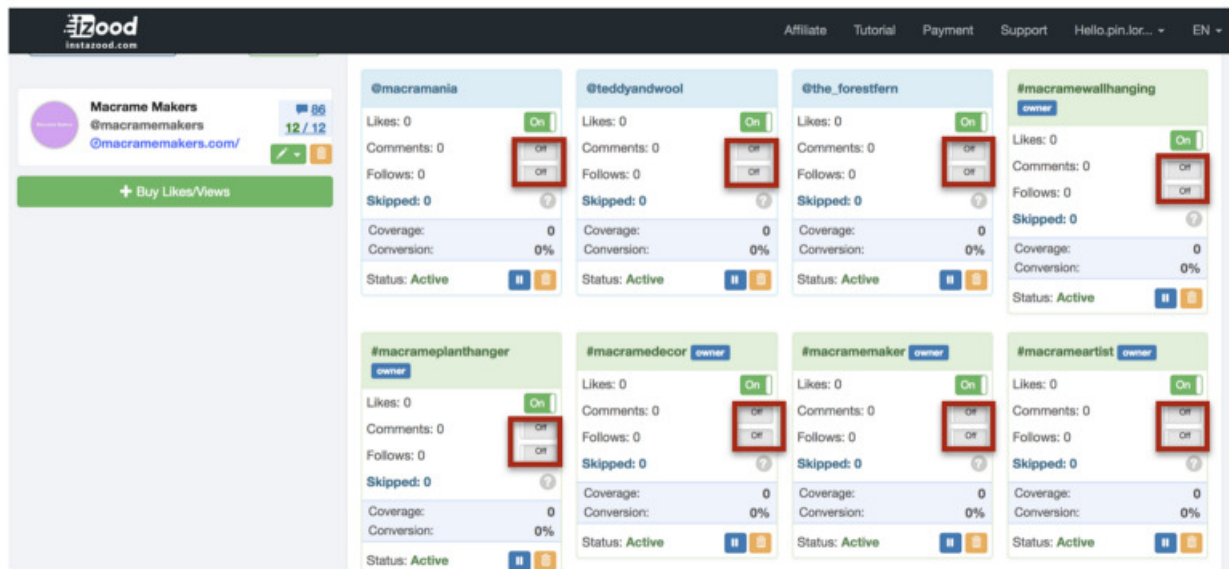 izood
instazood.com
Affiliate Tutorial Payment Support Hello.pin.lor... EN
Macrame Makers
@macramemakers
@macramemakers.com/
86
12 / 12
+ Buy Likes/Views
@macramania
Likes: 0 On
Comments: 0 Off
Follows: 0 Off
Skipped: 0 ?
Coverage: 0
Conversion: 0%
Status: Active
@teddyandwool
Likes: 0 On
Comments: 0 Off
Follows: 0 Off
Skipped: 0 ?
Coverage: 0
Conversion: 0%
Status: Active
@the_forestfern
Likes: 0 On
Comments: 0 Off
Follows: 0 Off
Skipped: 0 ?
Coverage: 0
Conversion: 0%
Status: Active
#macramewallhanging
owner
Likes: 0 On
Comments: 0 Off
Follows: 0 Off
Skipped: 0 ?
Coverage: 0
Conversion: 0%
Status: Active
#macrameplanthanger
owner
Likes: 0 On
Comments: 0 Off
Follows: 0 Off
Skipped: 0 ?
Coverage: 0
Conversion: 0%
Status: Active
#macramedecor owner
Likes: 0 On
Comments: 0 Off
Follows: 0 Off
Skipped: 0 ?
Coverage: 0
Conversion: 0%
Status: Active
#macramemaker owner
Likes: 0 On
Comments: 0 Off
Follows: 0 Off
Skipped: 0 ?
Coverage: 0
Conversion: 0%
Status: Active
#macrameartist owner
Likes: 0 On
Comments: 0 Off
Follows: 0 Off
Skipped: 0 ?
Coverage: 0
Conversion: 0%
Status: Active